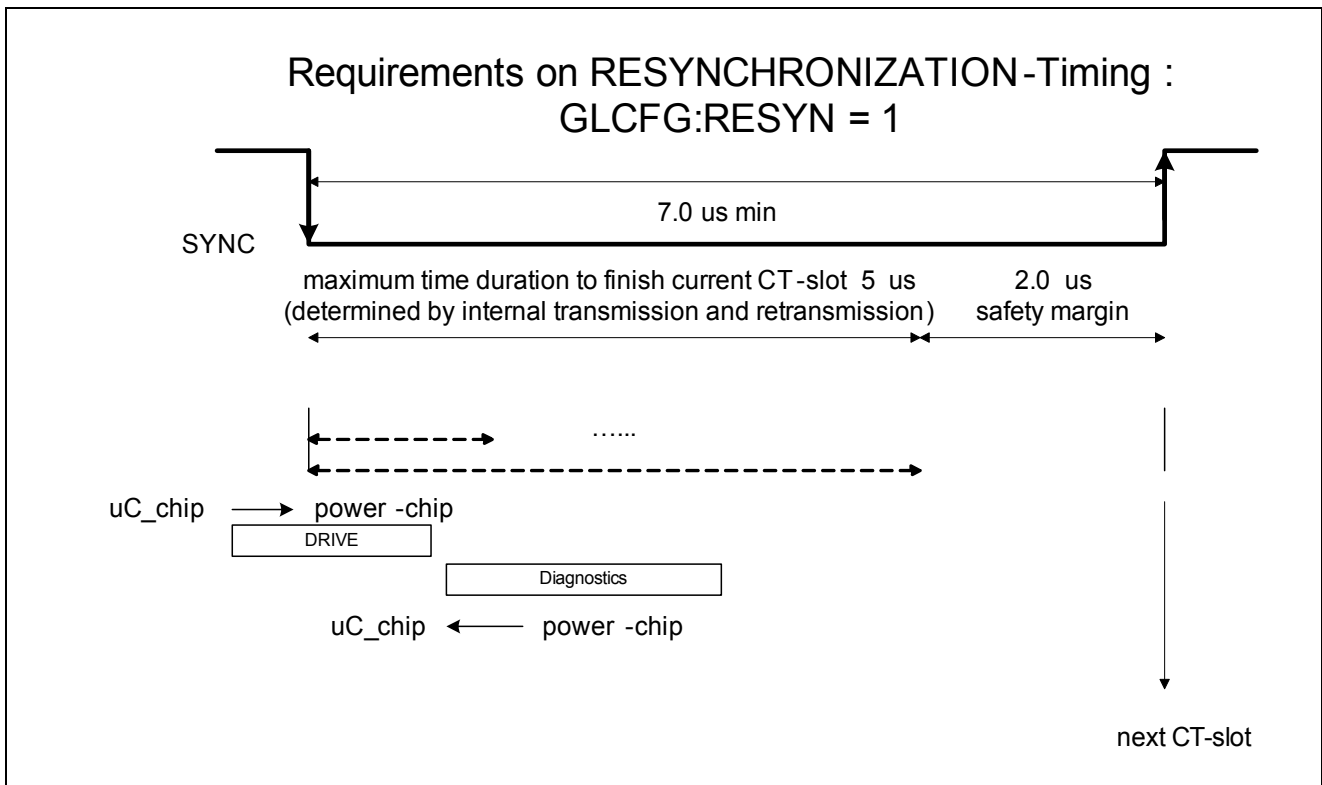 Requirements on RESYNCHRONIZATION-Timing :
GLCFG:RESYN = 1
7.0 us min
SYNC
maximum time duration to finish current CT-slot 5 us
(determined by internal transmission and retransmission)
2.0 us
safety margin
…...
uC_chip power -chip
DRIVE
Diagnostics
uC_chip power -chip
next CT-slot